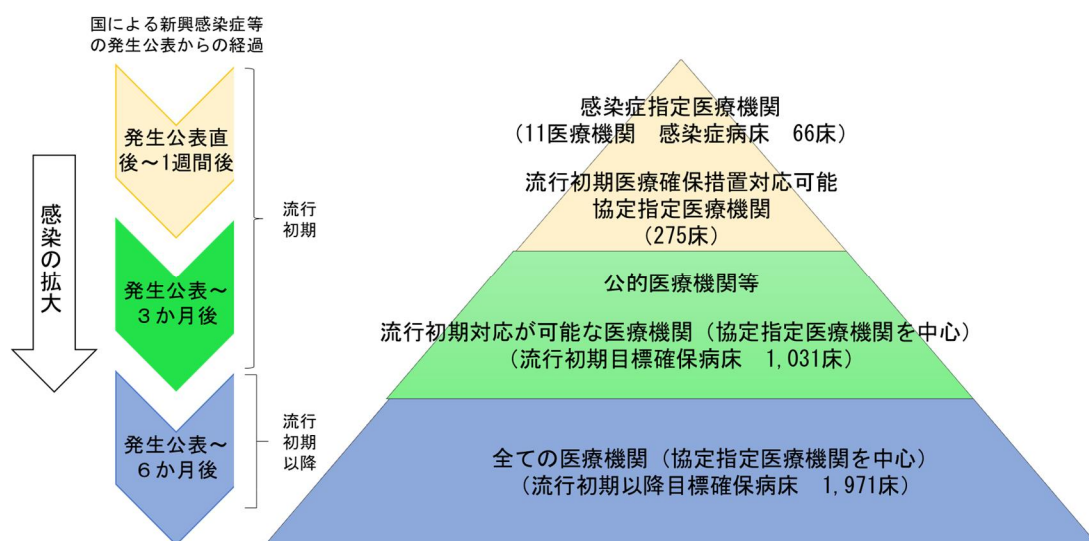 国による新興感染症等
の発生公表からの経過
発生公表直
後～1週間後
発生公表～
３か月後
発生公表～
６か月後
感染の拡大
流行
初期
流行
初期
以降
感染症指定医療機関
（11医療機関　感染症病床　66床）
流行初期医療確保措置対応可能
協定指定医療機関
（275床）
公的医療機関等
流行初期対応が可能な医療機関（協定指定医療機関を中心）
（流行初期目標確保病床　1,031床）
全ての医療機関（協定指定医療機関を中心）
（流行初期以降目標確保病床　1,971床）